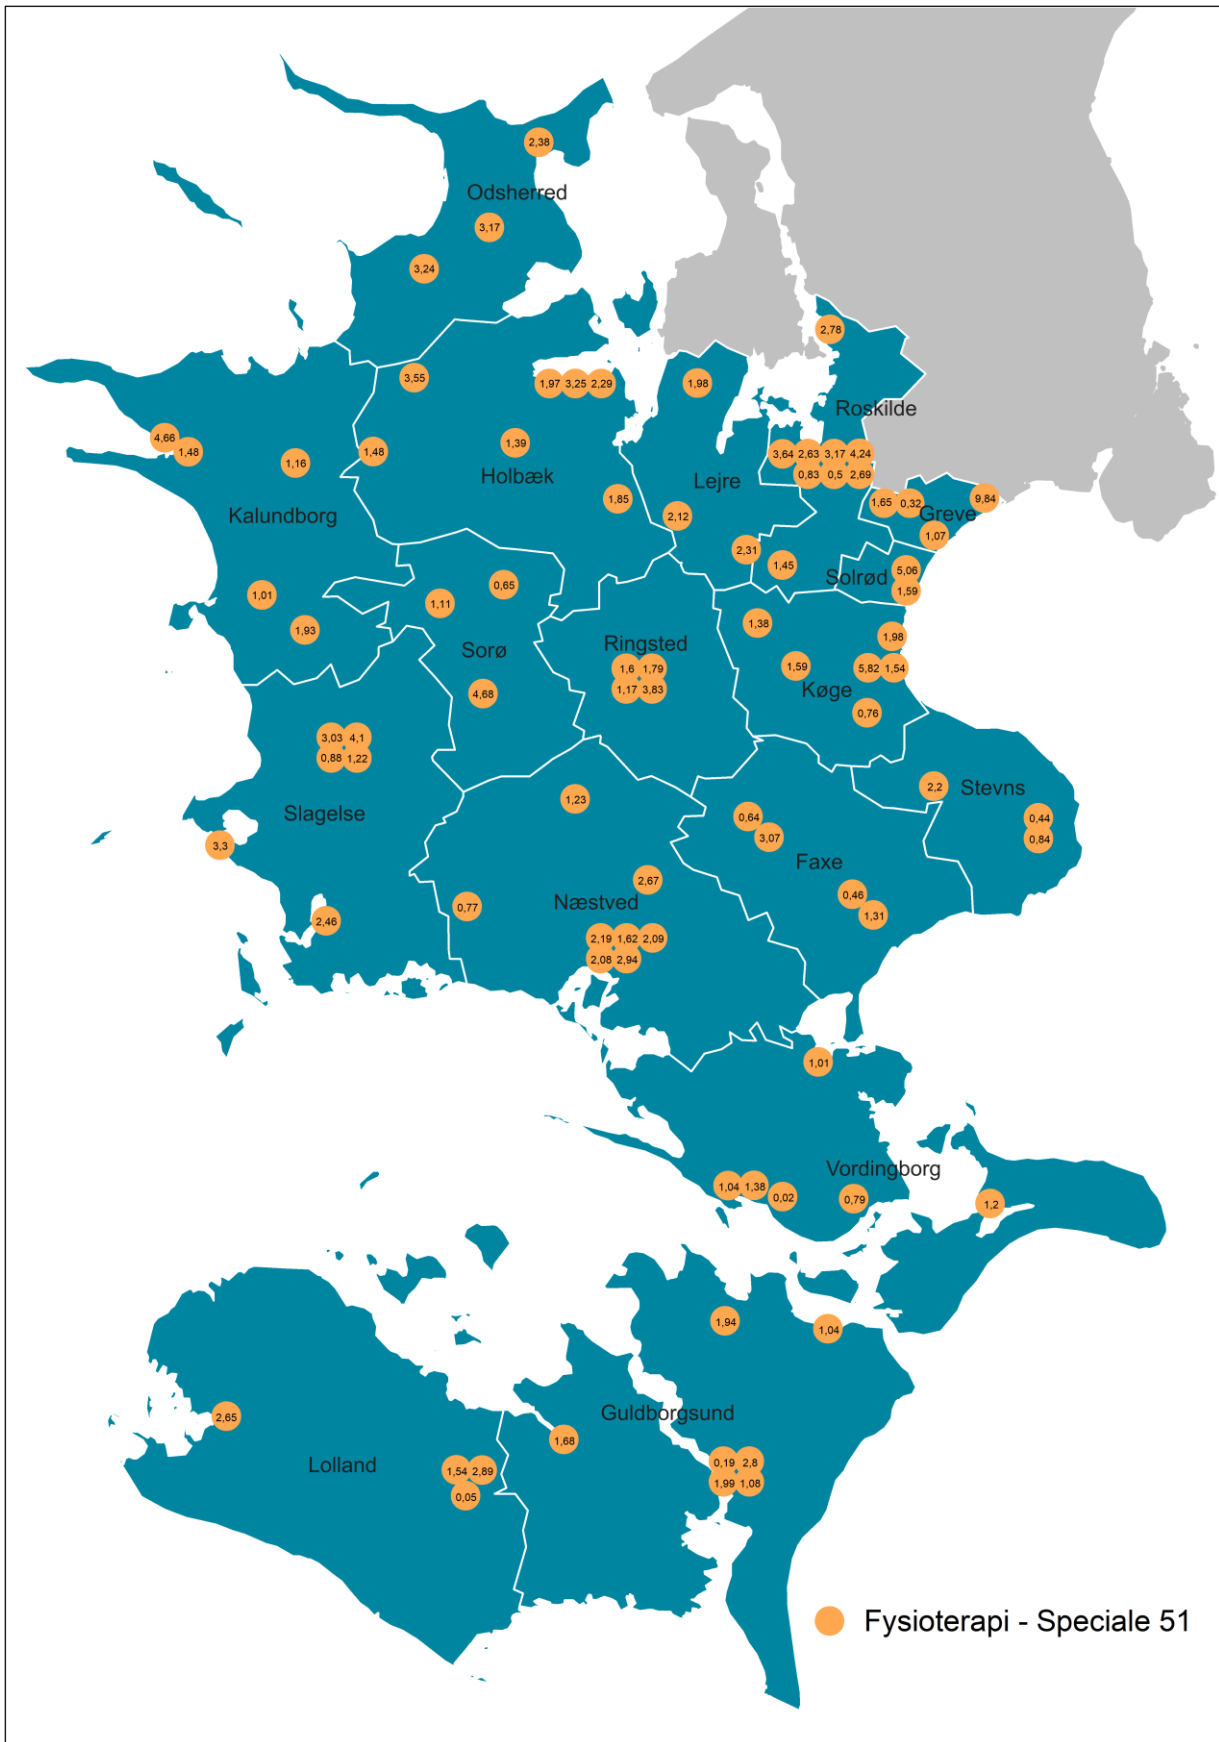 2,38
Odsherred
3,17
3,24
2,78
3,55
1,97 3,25 2,29
1,98
Roskilde
4,66
1,48
1,16
1,48
1,39
Holbæk
3,64 2,63 3,17 4,24
0,83 0,5 2,69
Lejre
1,85
2,12
1,65 0,32 9,84
Greve
1,07
Kalundborg
2,31
1,45
Solrød
5,06
1,59
1,01
1,93
1,11
0,65
Sorø
4,68
Ringsted
1,6 1,79
1,17 3,83
1,38
1,98
1,59
5,82 1,54
Køge
0,76
3,03 4,1
0,88 1,22
Slagelse
3,3
2,46
1,23
2,67
0,77
Næstved
2,19 1,62 2,09
2,08 2,94
2,2
Stevns
0,44
0,84
0,64
3,07
Faxe
0,46
1,31
1,01
Vordingborg
1,04 1,38
0,02
0,79
1,2
1,94
1,04
Guldborgsund
1,68
2,65
Lolland
1,54 2,89
0,05
0,19 2,8
1,99 1,08
Fysioterapi - Speciale 51